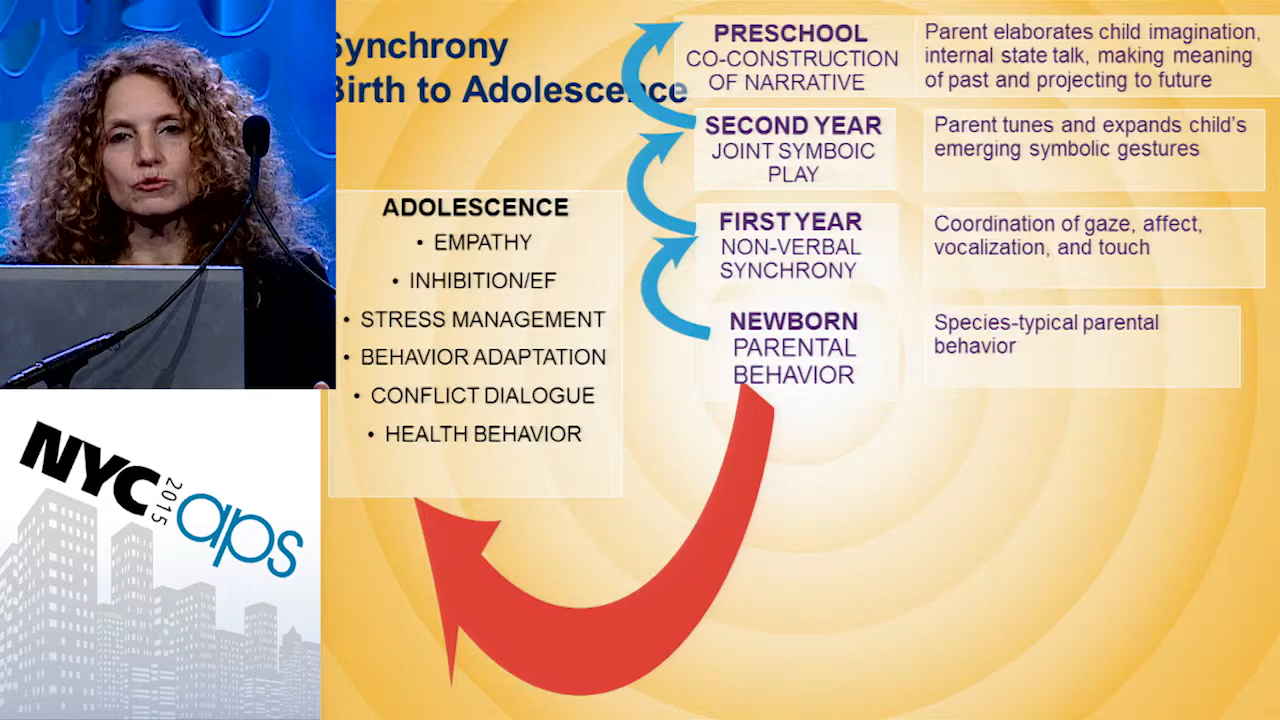 Synchrony
Birth to Adolescence
PRESCHOOL
CO-CONSTRUCTION
OF NARRATIVE
Parent elaborates child imagination,
internal state talk, making meaning
of past and projecting to future
SECOND YEAR
JOINT SYMBOIC
PLAY
Parent tunes and expands child's
emerging symbolic gestures
FIRST YEAR
NON-VERBAL
SYNCHRONY
Coordination of gaze, affect,
vocalization, and touch
NEWBORN
PARENTAL
BEHAVIOR
Species-typical parental
behavior
ADOLESCENCE
• EMPATHY
• INHIBITION/EF
• STRESS MANAGEMENT
• BEHAVIOR ADAPTATION
• CONFLICT DIALOGUE
• HEALTH BEHAVIOR
NYC 2015 aps